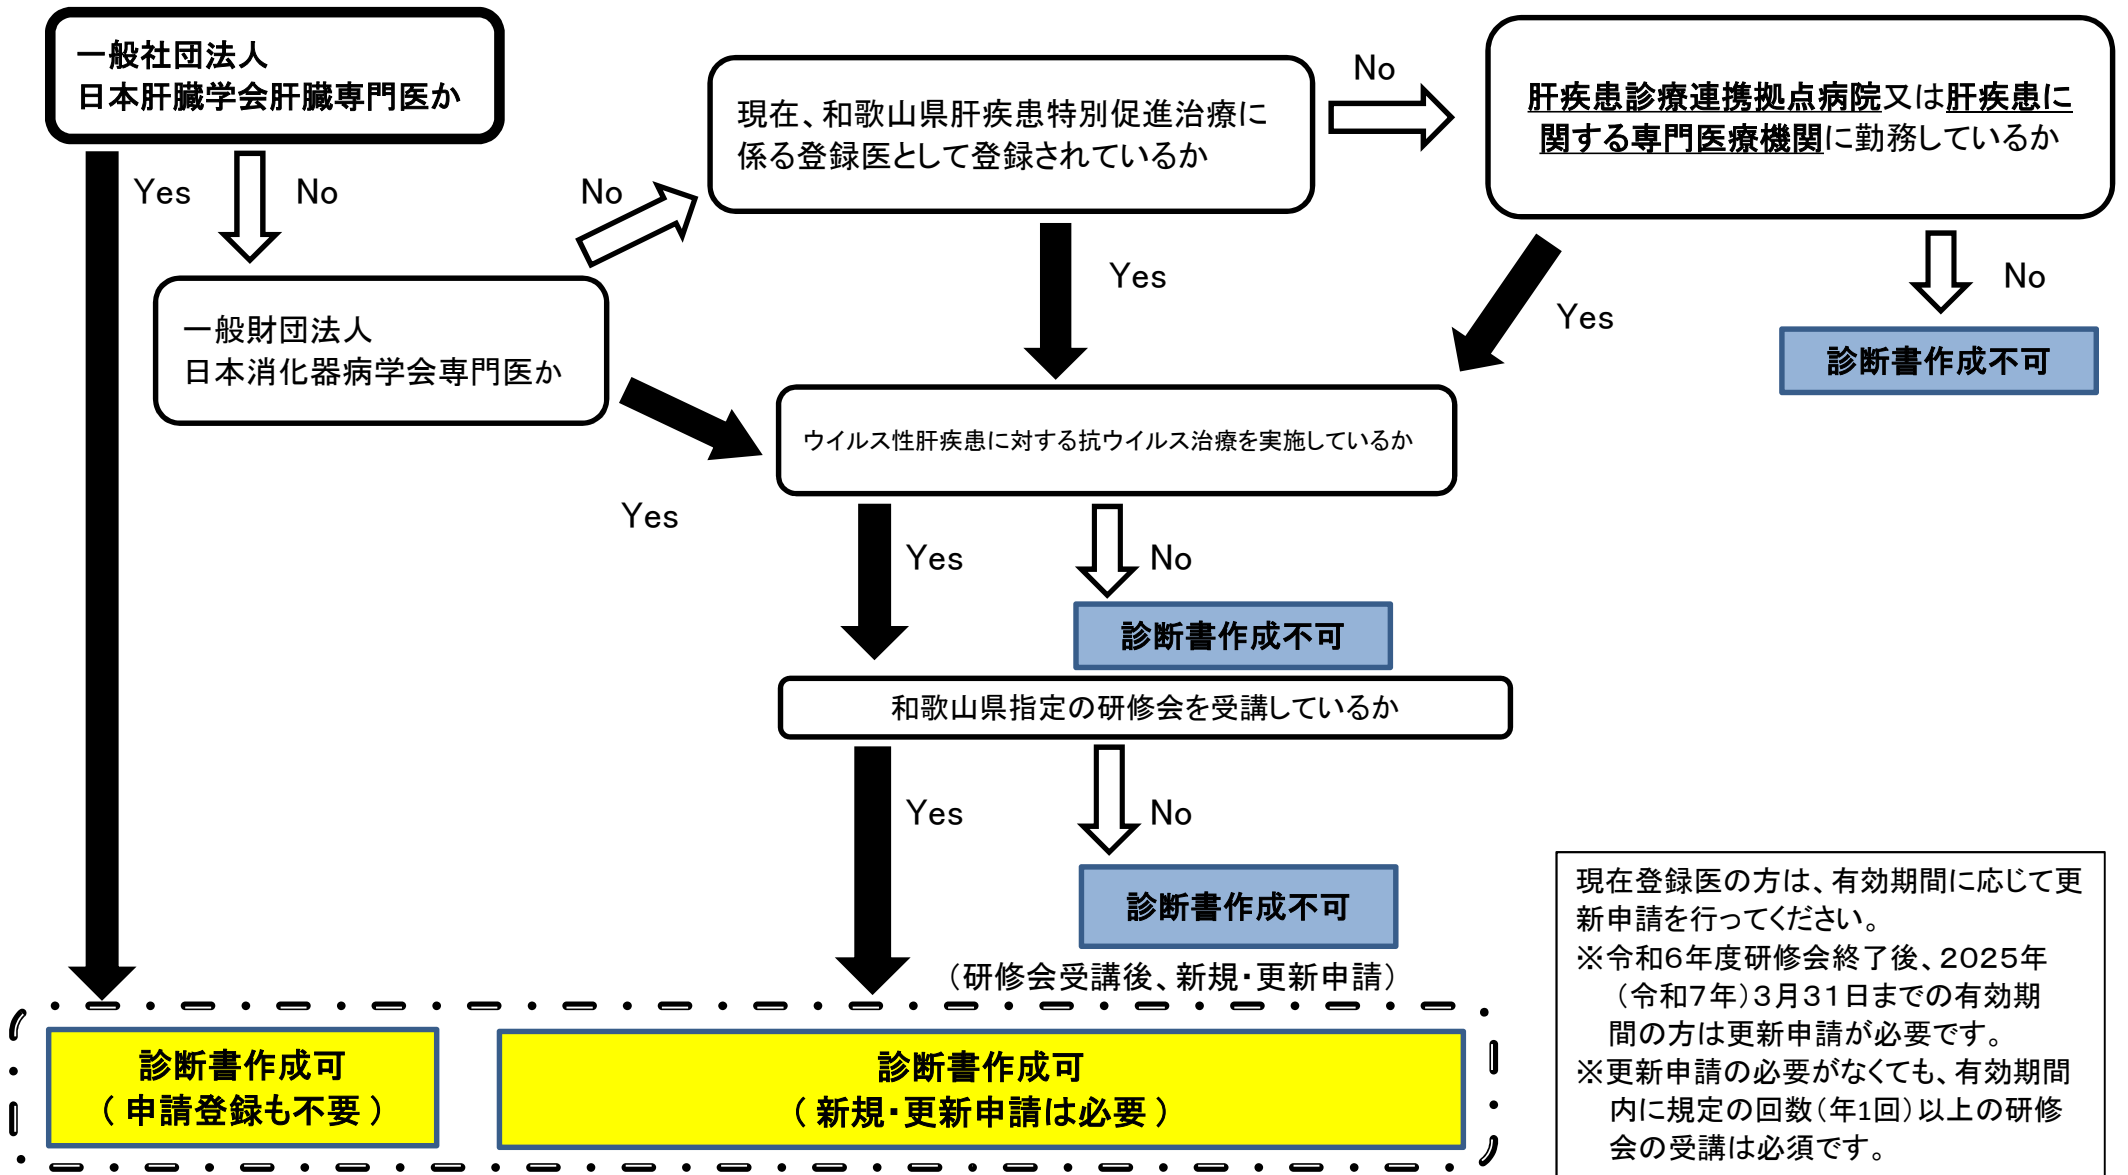 一般社団法人
日本肝臓学会肝臓専門医か
Yes
No
一般財団法人
日本消化器病学会専門医か
No
Yes
現在、和歌山県肝疾患特別促進治療に
係る登録医として登録されているか
No
Yes
肝疾患診療連携拠点病院又は肝疾患に
関する専門医療機関に勤務しているか
Yes
No
診断書作成不可
ウイルス性肝疾患に対する抗ウイルス治療を実施しているか
Yes
No
診断書作成不可
和歌山県指定の研修会を受講しているか
Yes
No
診断書作成不可
（研修会受講後、新規・更新申請）
診断書作成可
（ 申請登録も不要 ）
診断書作成可
（ 新規・更新申請は必要 ）
現在登録医の方は、有効期間に応じて更
新申請を行ってください。
※令和６年度研修会終了後、２０２５年
（令和７年）３月３１日までの有効期
間の方は更新申請が必要です。
※更新申請の必要がなくても、有効期間
内に規定の回数（年1回）以上の研修
会の受講は必須です。